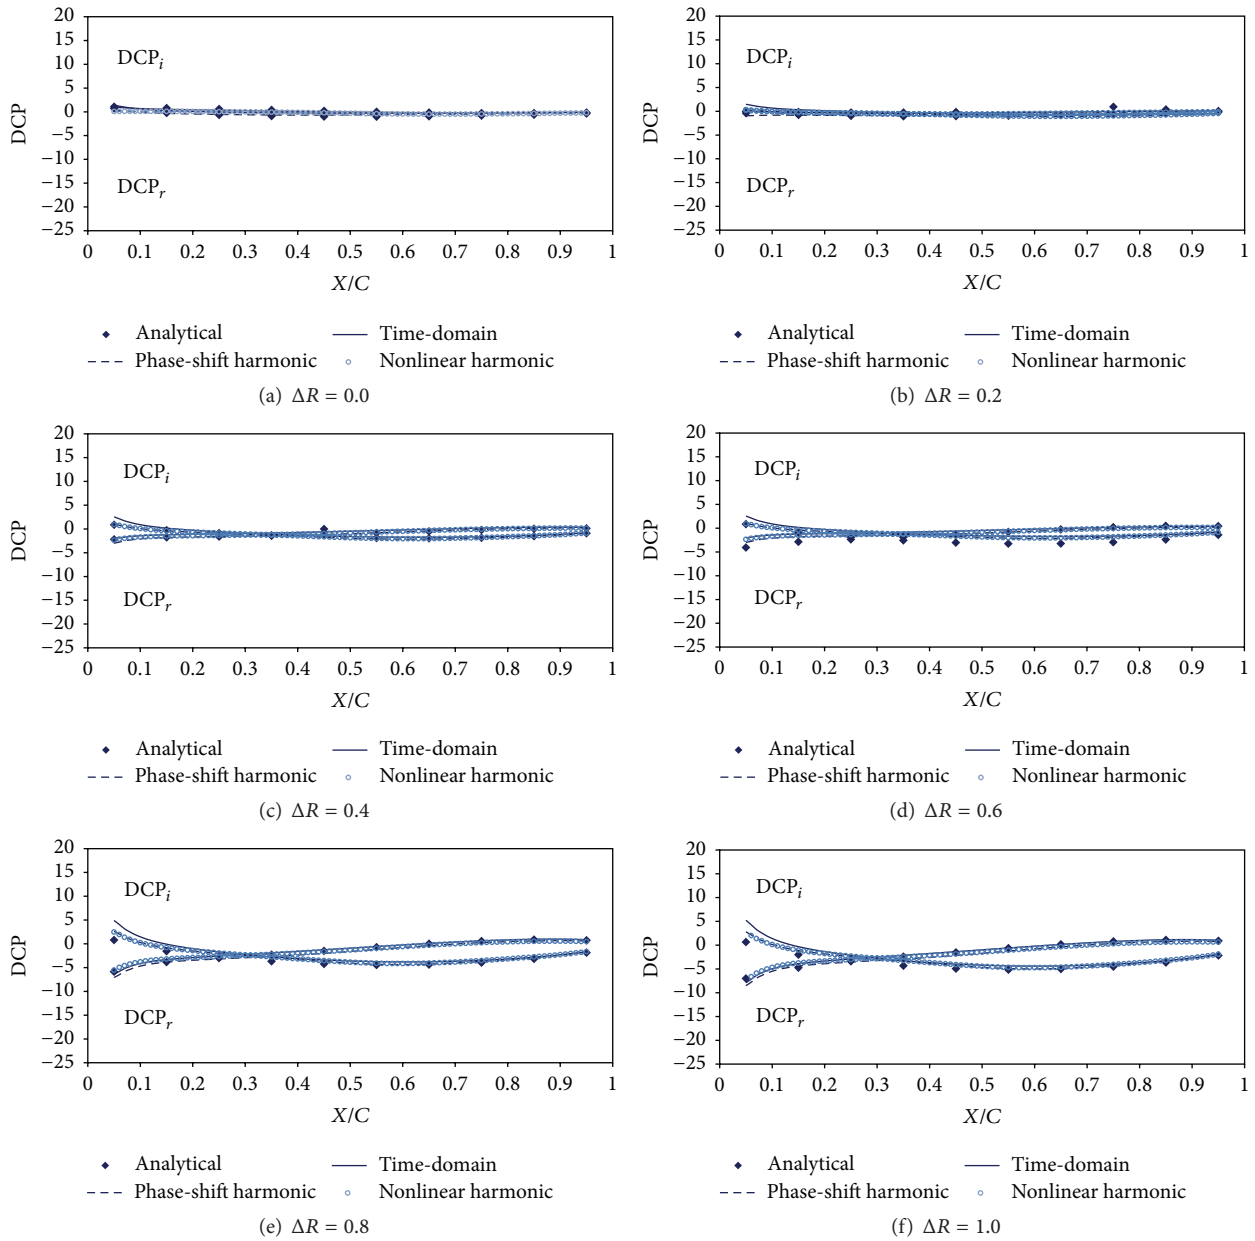 20
15
10
5
0
−5
−10
−15
−20
−25
DCP
DCPi
DCPr
0 0.1 0.2 0.3 0.4 0.5 0.6 0.7 0.8 0.9 1
X/C
Analytical
Time-domain
Phase-shift harmonic
Nonlinear harmonic
(a) ΔR = 0.0
20
15
10
5
0
−5
−10
−15
−20
−25
DCP
DCPi
DCPr
0 0.1 0.2 0.3 0.4 0.5 0.6 0.7 0.8 0.9 1
X/C
Analytical
Time-domain
Phase-shift harmonic
Nonlinear harmonic
(b) ΔR = 0.2
20
15
10
5
0
−5
−10
−15
−20
−25
DCP
DCPi
DCPr
0 0.1 0.2 0.3 0.4 0.5 0.6 0.7 0.8 0.9 1
X/C
Analytical
Time-domain
Phase-shift harmonic
Nonlinear harmonic
(c) ΔR = 0.4
20
15
10
5
0
−5
−10
−15
−20
−25
DCP
DCPi
DCPr
0 0.1 0.2 0.3 0.4 0.5 0.6 0.7 0.8 0.9 1
X/C
Analytical
Time-domain
Phase-shift harmonic
Nonlinear harmonic
(d) ΔR = 0.6
20
15
10
5
0
−5
−10
−15
−20
−25
DCP
DCPi
DCPr
0 0.1 0.2 0.3 0.4 0.5 0.6 0.7 0.8 0.9 1
X/C
Analytical
Time-domain
Phase-shift harmonic
Nonlinear harmonic
(e) ΔR = 0.8
20
15
10
5
0
−5
−10
−15
−20
−25
DCP
DCPi
DCPr
0 0.1 0.2 0.3 0.4 0.5 0.6 0.7 0.8 0.9 1
X/C
Analytical
Time-domain
Phase-shift harmonic
Nonlinear harmonic
(f) ΔR = 1.0